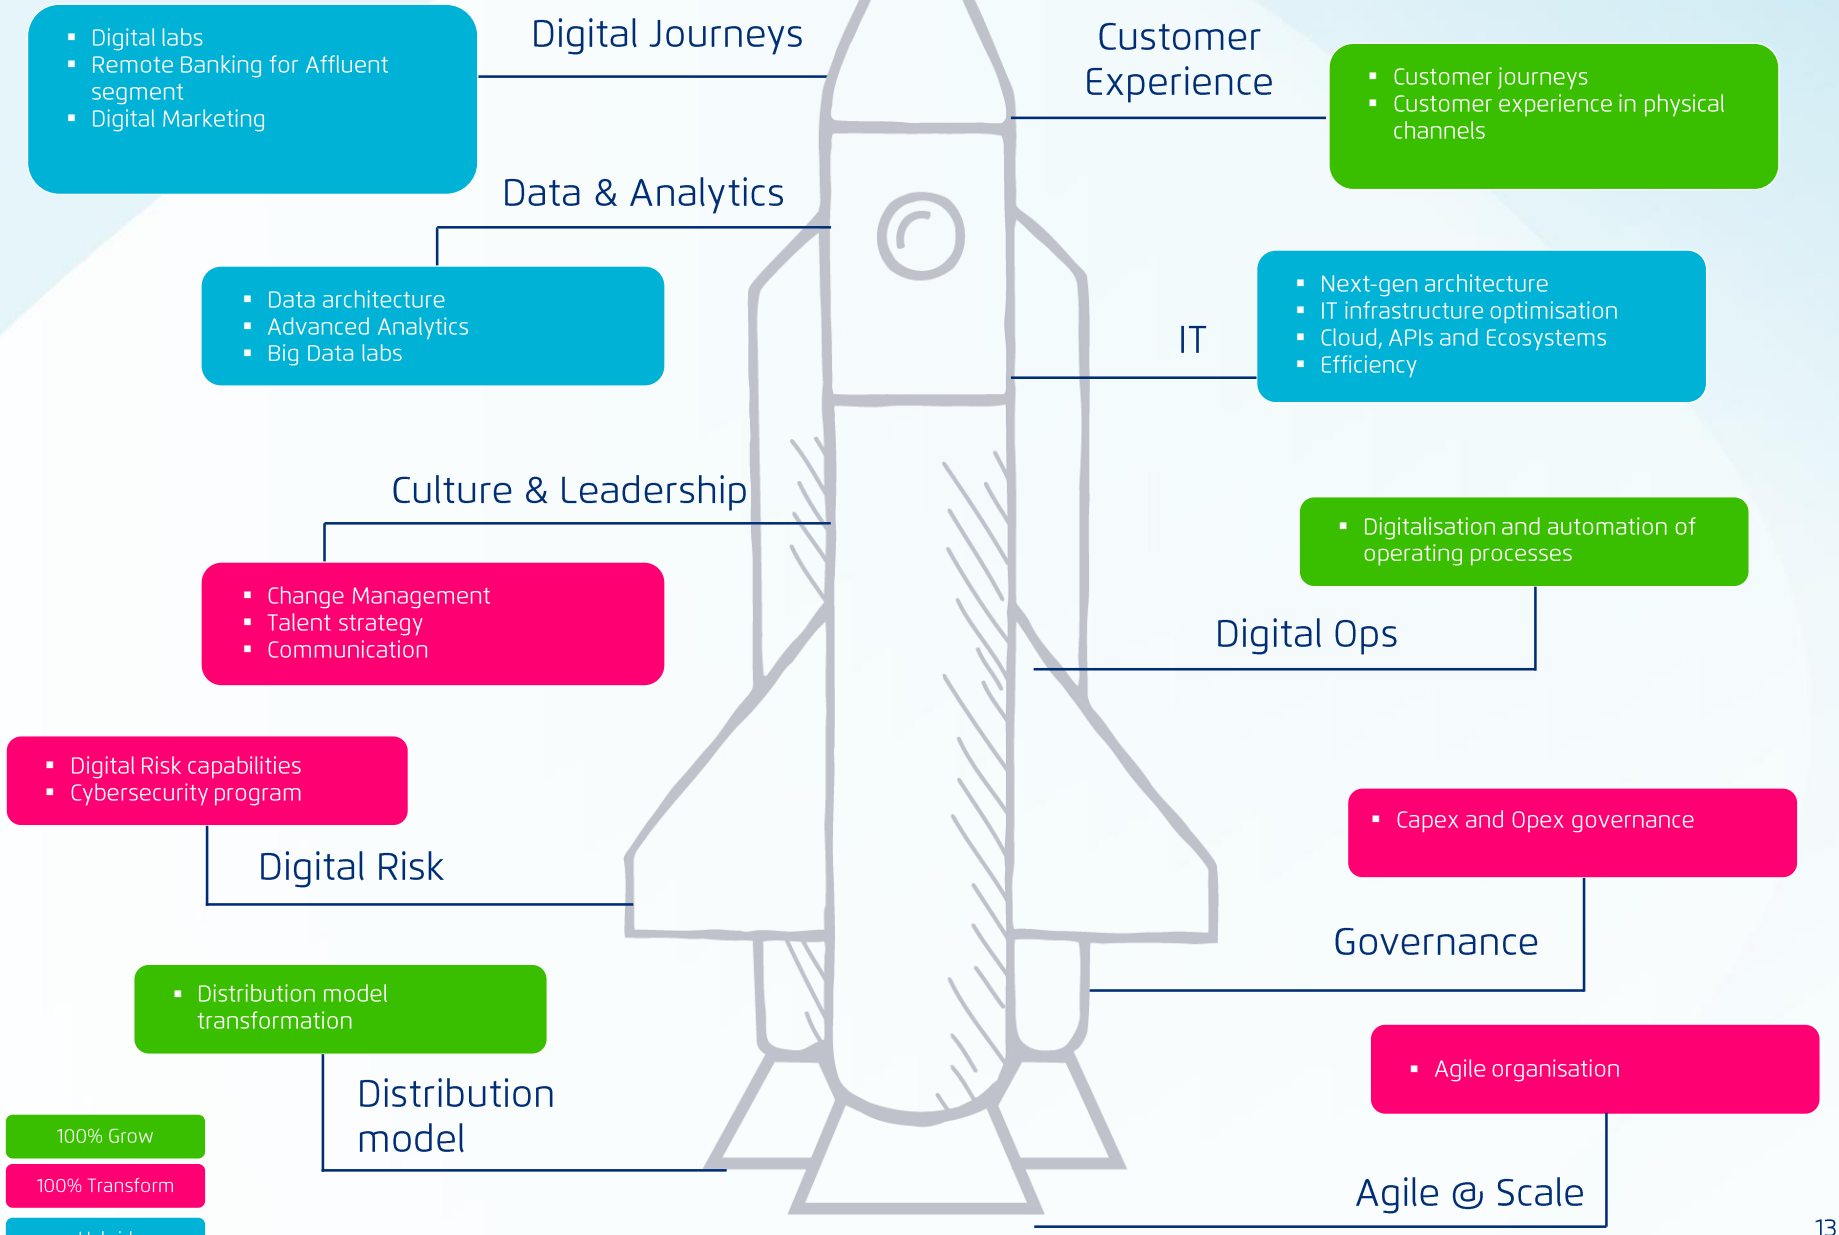 Digital Journeys
▪ Digital labs
▪ Remote Banking for Affluent
segment
▪ Digital Marketing
Customer
Experience
▪ Customer journeys
▪ Customer experience in physical
channels
Data & Analytics
▪ Data architecture
▪ Advanced Analytics
▪ Big Data labs
IT
▪ Next-gen architecture
▪ IT infrastructure optimisation
▪ Cloud, APIs and Ecosystems
▪ Efficiency
Culture & Leadership
▪ Change Management
▪ Talent strategy
▪ Communication
▪ Digitalisation and automation of
operating processes
Digital Ops
▪ Digital Risk capabilities
▪ Cybersecurity program
Digital Risk
▪ Capex and Opex governance
Governance
▪ Distribution model
transformation
Distribution
model
▪ Agile organisation
Agile @ Scale
100% Grow
100% Transform
13